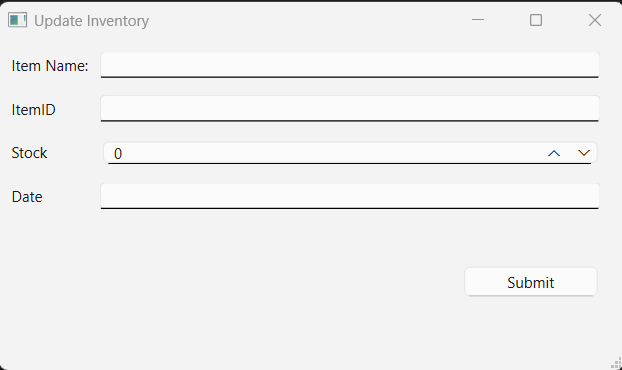 Update Inventory
Item Name:
ItemID
Stock 0
Date
Submit